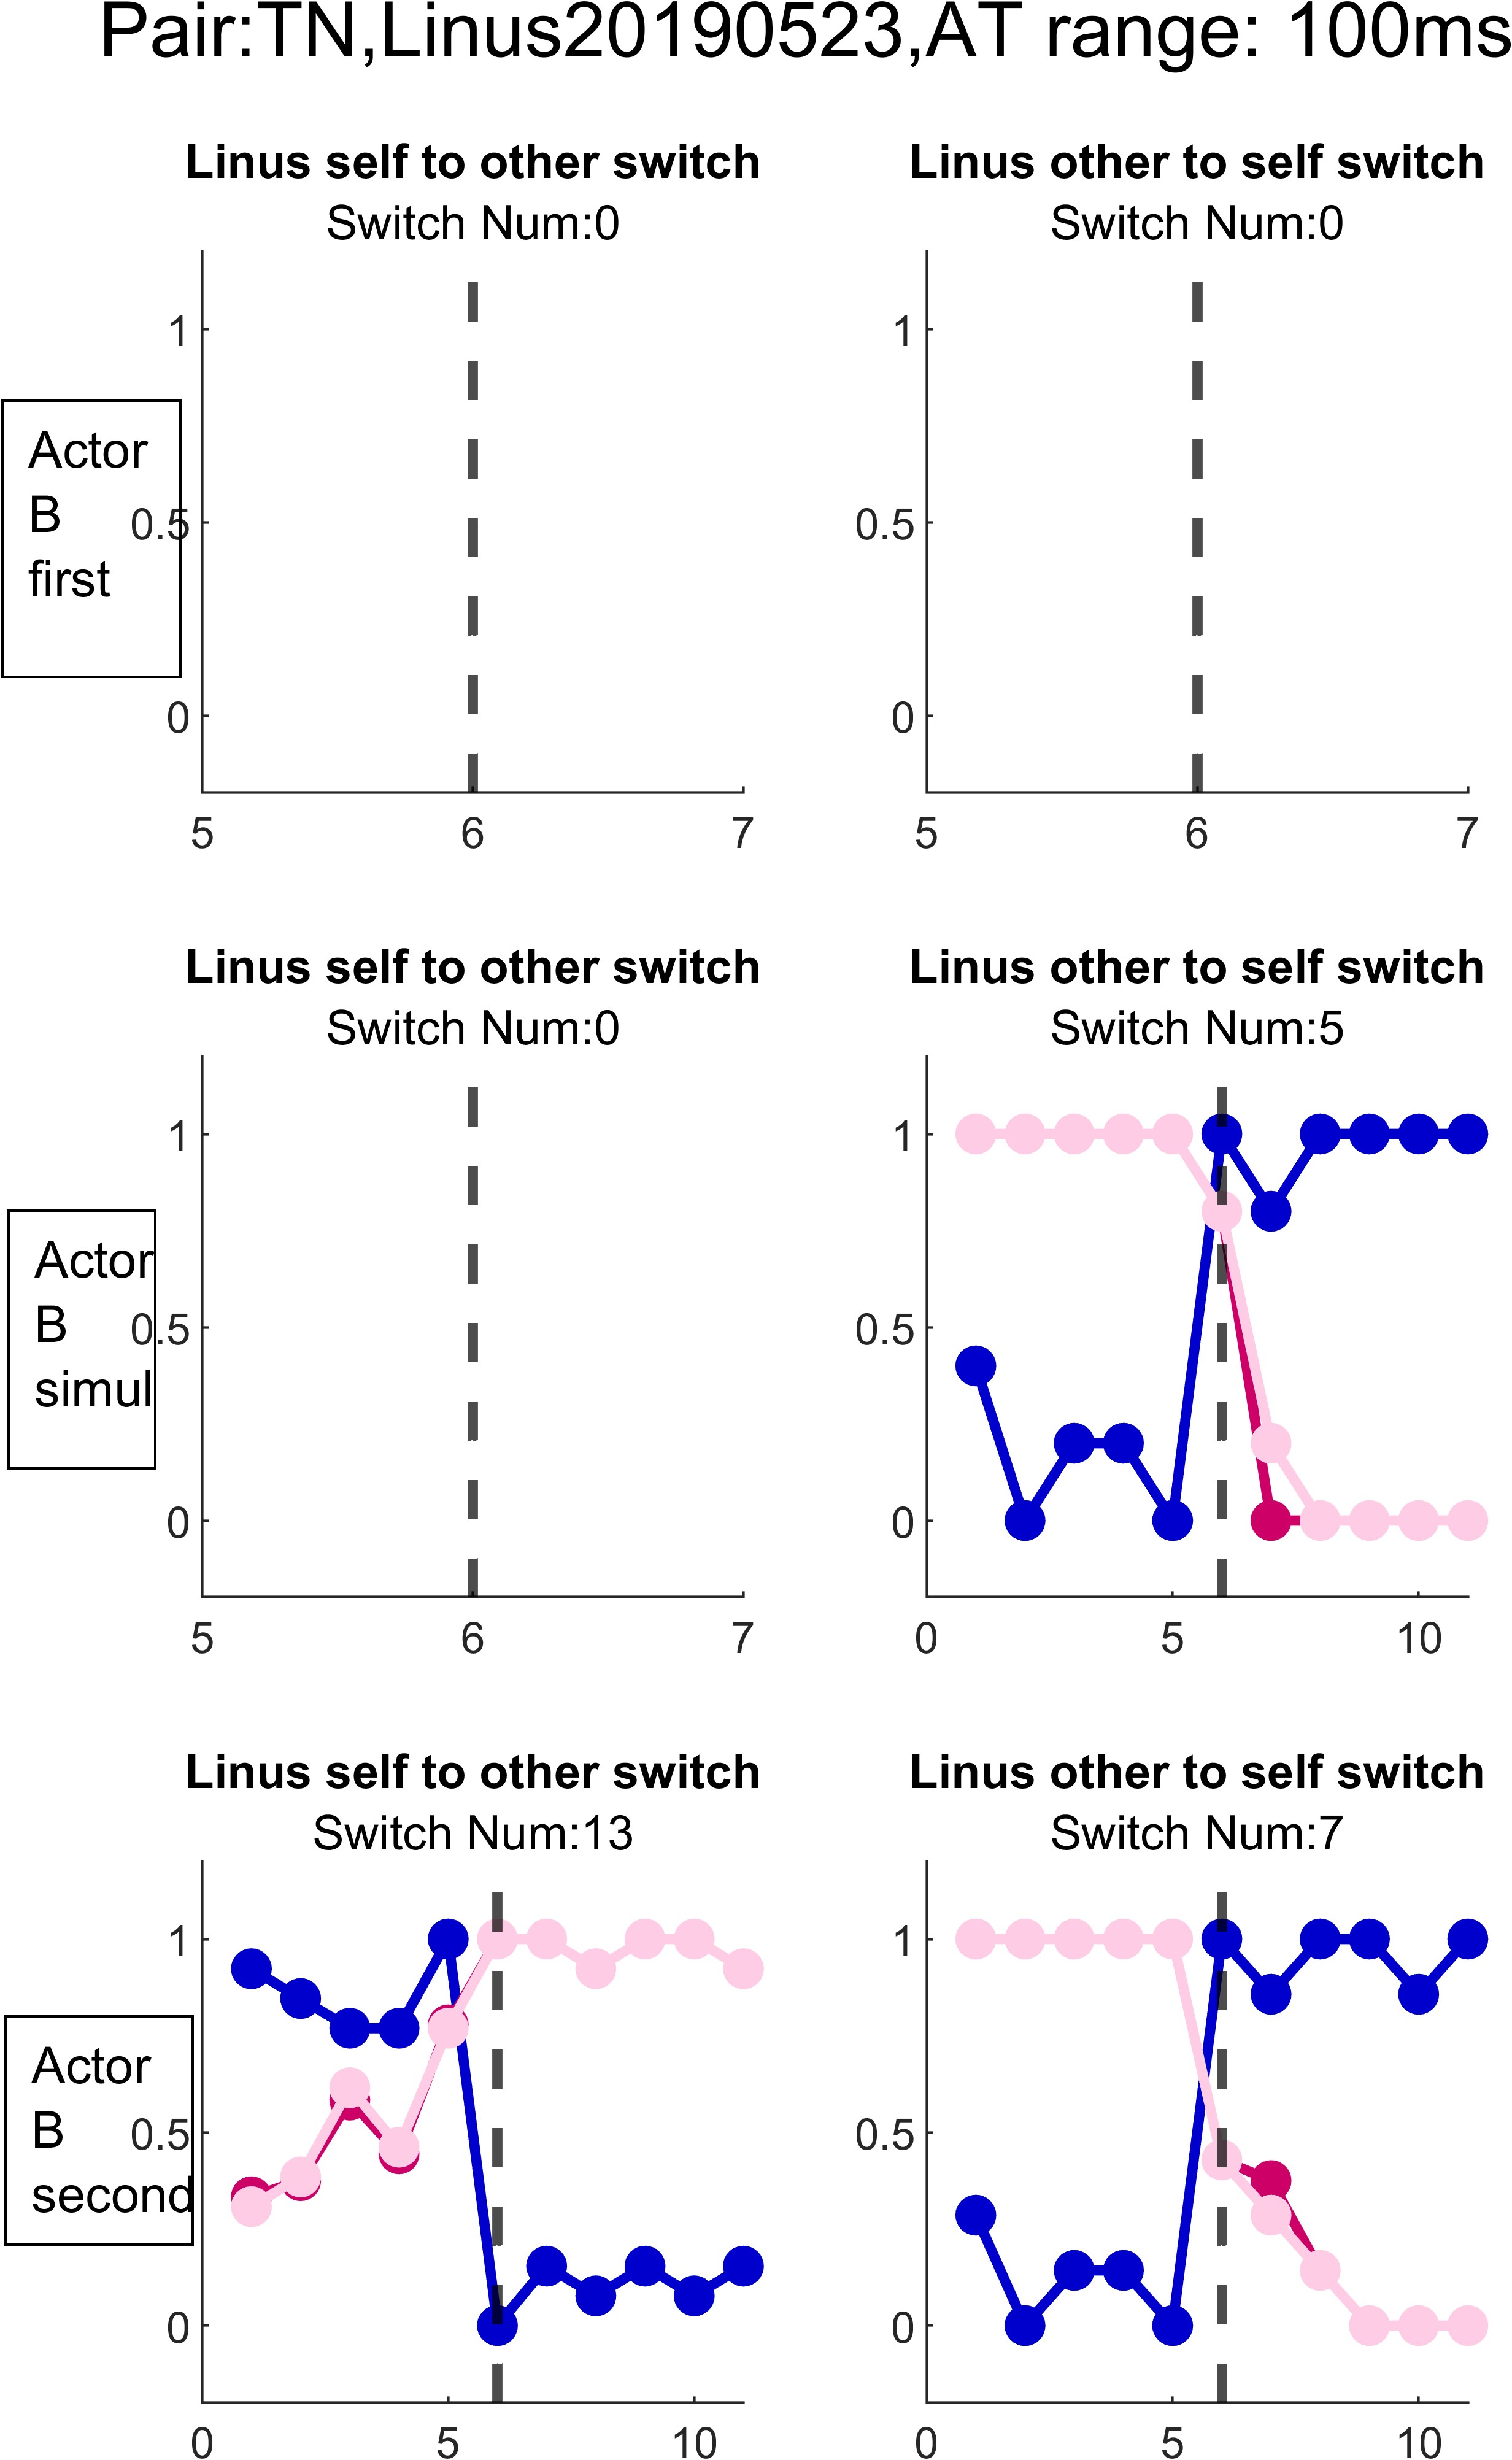 Pair:TN,Linus20190523,AT range: 100ms
Linus self to other switch
Switch Num:0
1
0.5
0
5 6 7
Linus other to self switch
Switch Num:0
1
0.5
0
5 6 7
Actor
B
first
Linus self to other switch
Switch Num:0
1
0.5
0
5 6 7
Linus other to self switch
Switch Num:5
1
0.5
0
0 5 10
Actor
B
simul
Linus self to other switch
Switch Num:13
1
0.5
0
0 5 10
Linus other to self switch
Switch Num:7
1
0.5
0
0 5 10
Actor
B
second